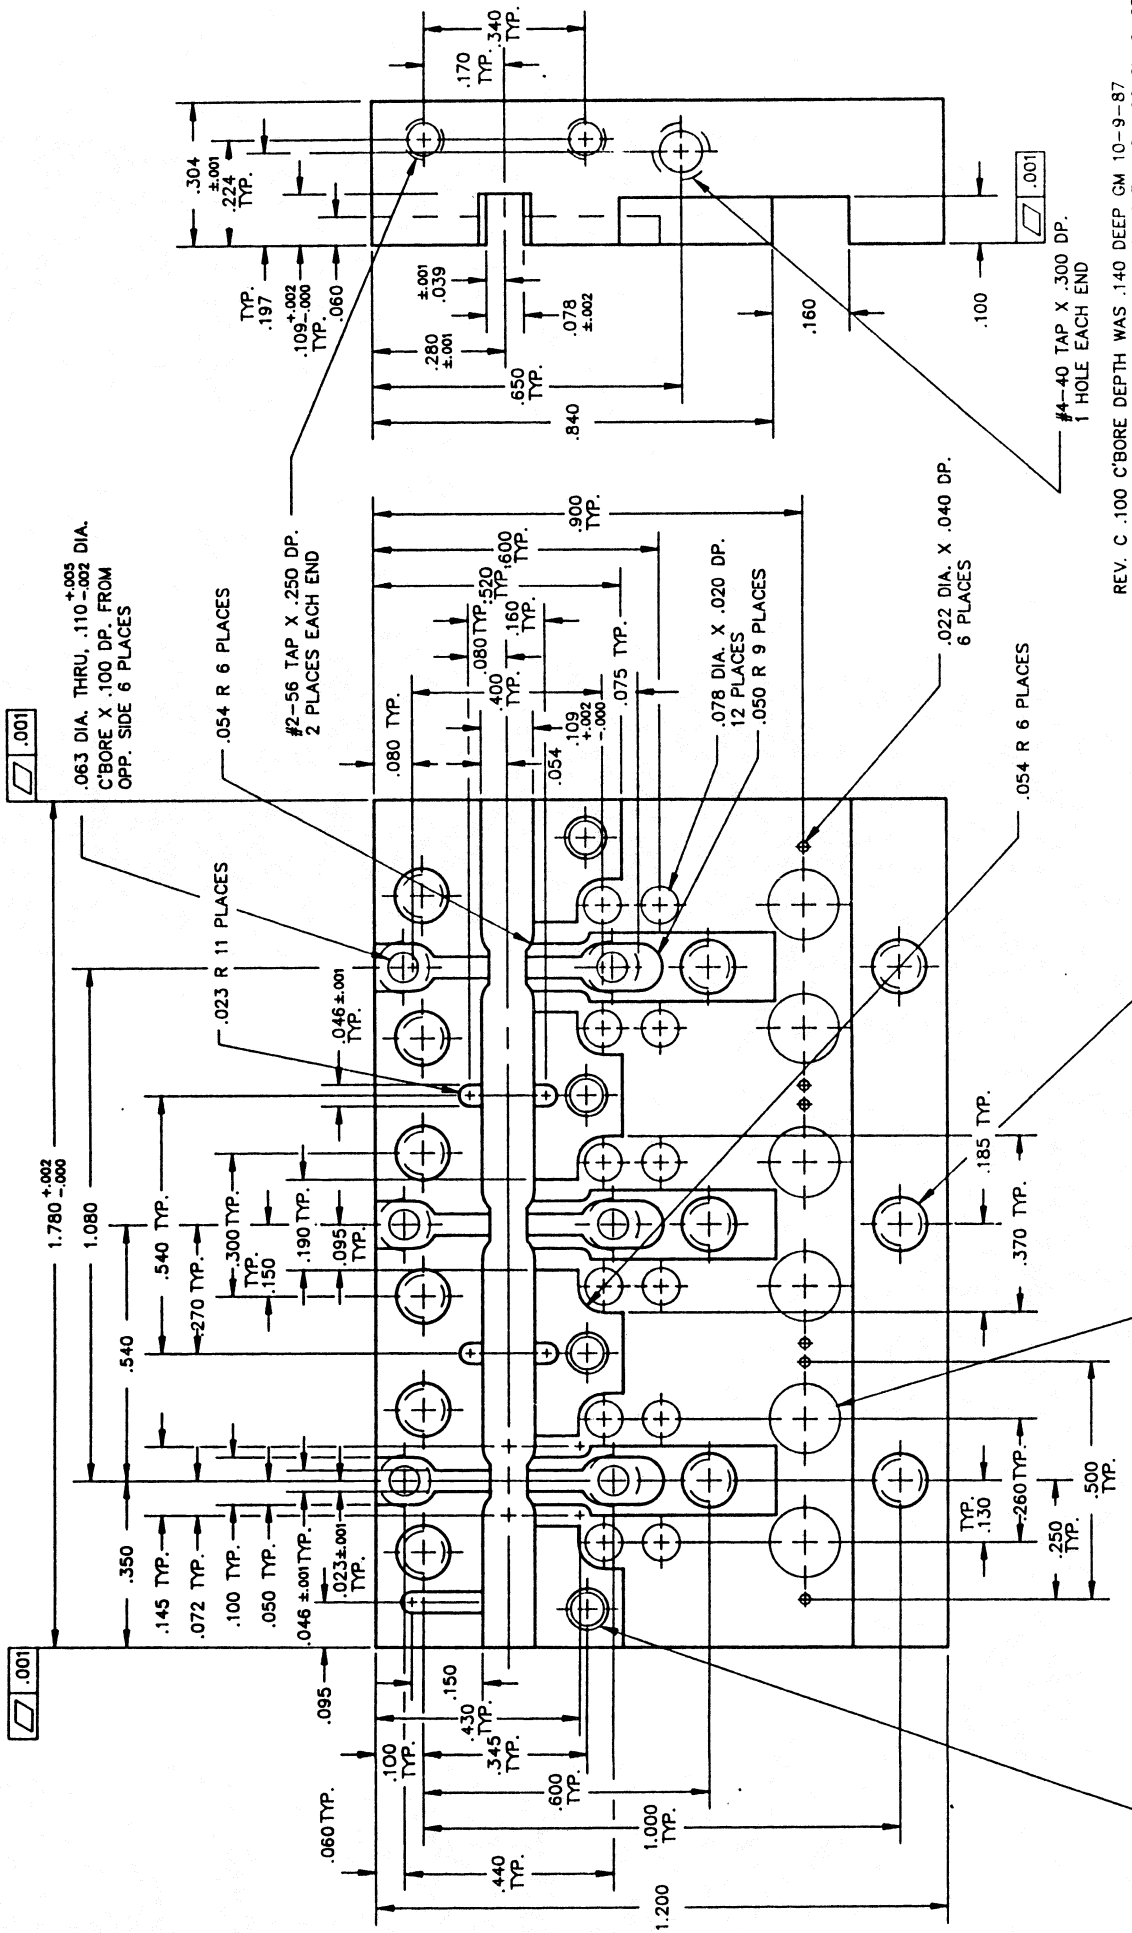 .001
1.780 +.002 -.000
1.080
.540
.350
.540 TYP.
.270 TYP.
.300 TYP.
.150 TYP.
.190 TYP.
.095 TYP.
.046 ±.001 TYP.
.145 TYP.
.072 TYP.
.100 TYP.
.050 TYP.
.046 ±.001 TYP.
.023 ±.001 TYP.
.023 R 11 PLACES
.001
.063 DIA. THRU, .110 +.005 -.002 DIA.
C'BORE X .100 DP. FROM
OPP. SIDE 6 PLACES
.054 R 6 PLACES
#2-56 TAP X .250 DP.
2 PLACES EACH END
.095
.060 TYP.
.100 TYP.
.150
.430 TYP.
.345 TYP.
.600 TYP.
1.000 TYP.
.440 TYP.
1.200
.080 TYP.
.400 TYP.
.080 TYP.
.160 TYP.
.520 TYP.
.600 TYP.
.900 TYP.
.054
.109 +.002 -.000
.075 TYP.
.078 DIA. X .020 DP.
12 PLACES
.050 R 9 PLACES
.022 DIA. X .040 DP.
6 PLACES
.054 R 6 PLACES
.185 TYP.
.370 TYP.
.130 TYP.
.260 TYP.
.250 TYP.
.500 TYP.
.304
.224 ±.001 TYP.
.197 TYP.
.109 +.002 -.000 TYP.
.060
.170 TYP.
.340 TYP.
.039 ±.001
.078 ±.002
.280 ±.001
.650 TYP.
.840
.160
.100
.001
#4-40 TAP X .300 DP.
1 HOLE EACH END
REV. C .100 C'BORE DEPTH WAS .140 DEEP GM 10-9-87